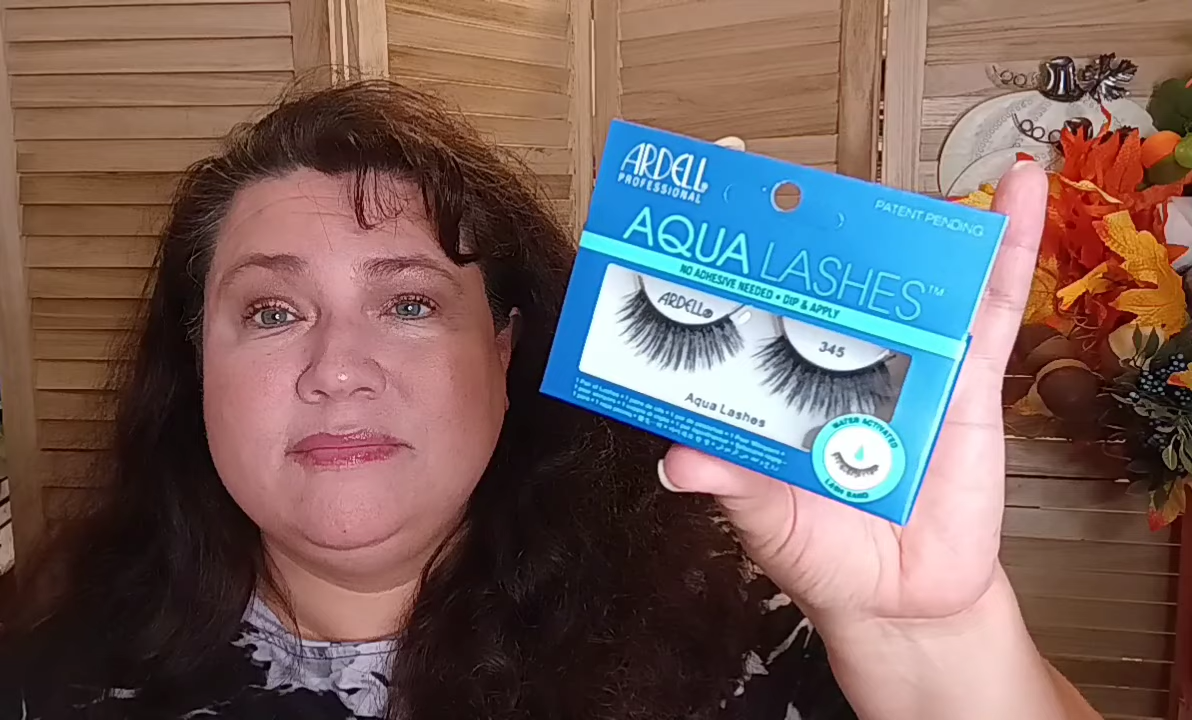 ARDELL®
PROFESSIONAL
PATENT PENDING
AQUA LASHES™
NO ADHESIVE NEEDED • DIP & APPLY
ARDELL®
345
Aqua Lashes
WATER ACTIVATED
LASH BAND